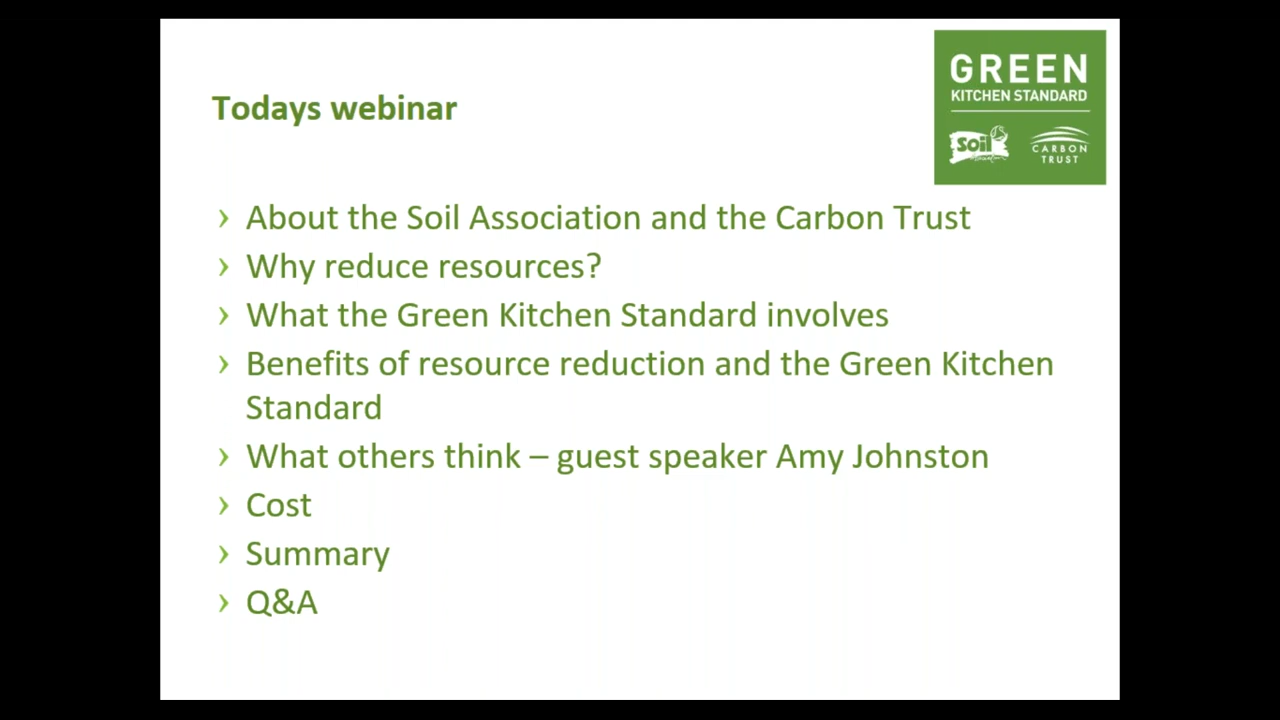 GREEN
KITCHEN STANDARD
Soil
CARBON
TRUST
Todays webinar
› About the Soil Association and the Carbon Trust
› Why reduce resources?
› What the Green Kitchen Standard involves
› Benefits of resource reduction and the Green Kitchen
Standard
› What others think – guest speaker Amy Johnston
› Cost
› Summary
› Q&A